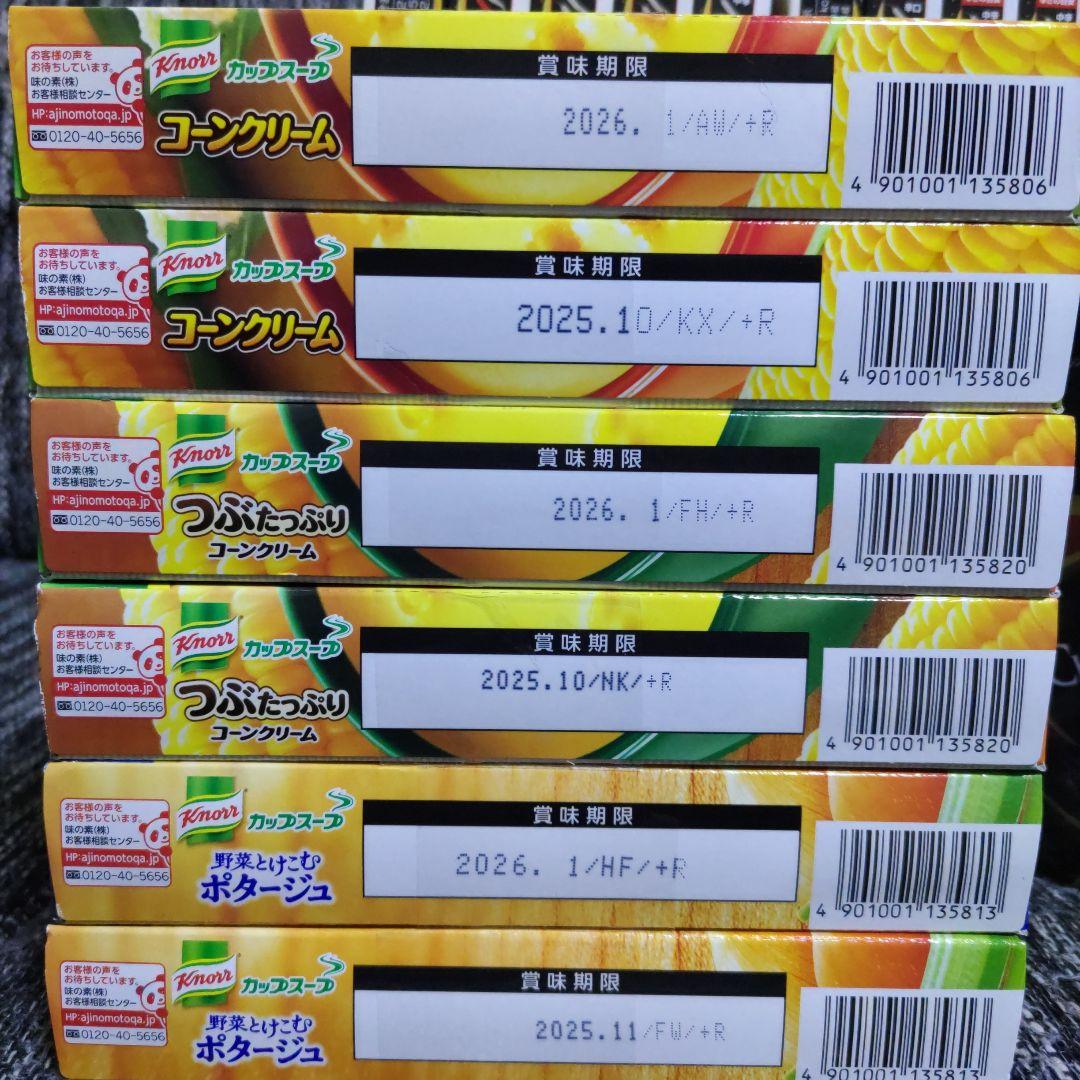 お客様の声を
お待ちしています。
味の素(株)
お客様相談センター
HP:ajinomotoqa.jp
0120-40-5656
Knorr カップスープ
コーンクリーム
賞味期限
2026. 1/AW/+R
4 901001 135806
お客様の声を
お待ちしています。
味の素(株)
お客様相談センター
HP:ajinomotoqa.jp
0120-40-5656
Knorr カップスープ
コーンクリーム
賞味期限
2025.10/KX/+R
4 901001 135806
お客様の声を
お待ちしています。
味の素(株)
お客様相談センター
HP:ajinomotoqa.jp
0120-40-5656
Knorr カップスープ
つぶたっぷり
コーンクリーム
賞味期限
2026. 1/FH/+R
4 901001 135820
お客様の声を
お待ちしています。
味の素(株)
お客様相談センター
HP:ajinomotoqa.jp
0120-40-5656
Knorr カップスープ
つぶたっぷり
コーンクリーム
賞味期限
2025.10/NK/+R
4 901001 135820
お客様の声を
お待ちしています。
味の素(株)
お客様相談センター
HP:ajinomotoqa.jp
0120-40-5656
Knorr カップスープ
野菜とけこむ
ポタージュ
賞味期限
2026. 1/HF/+R
4 901001 135813
お客様の声を
お待ちしています。
味の素(株)
お客様相談センター
HP:ajinomotoqa.jp
0120-40-5656
Knorr カップスープ
野菜とけこむ
ポタージュ
賞味期限
2025.11/FW/+R
4 901001 135813